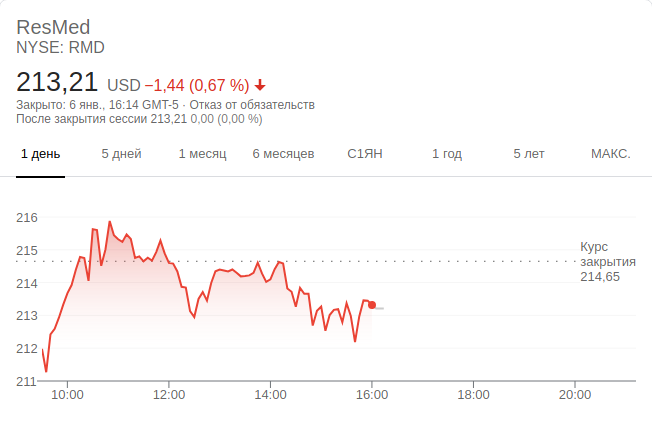 ResMed
NYSE: RMD
213,21 USD −1,44 (0,67 %)
Закрыто: 6 янв., 16:14 GMT-5 · Отказ от обязательств
После закрытия сессии 213,21 0,00 (0,00 %)
1 день 5 дней 1 месяц 6 месяцев С1ЯН 1 год 5 лет МАКС.
216
215
214
213
212
211
Курс
закрытия
214,65
10:00 12:00 14:00 16:00 18:00 20:00